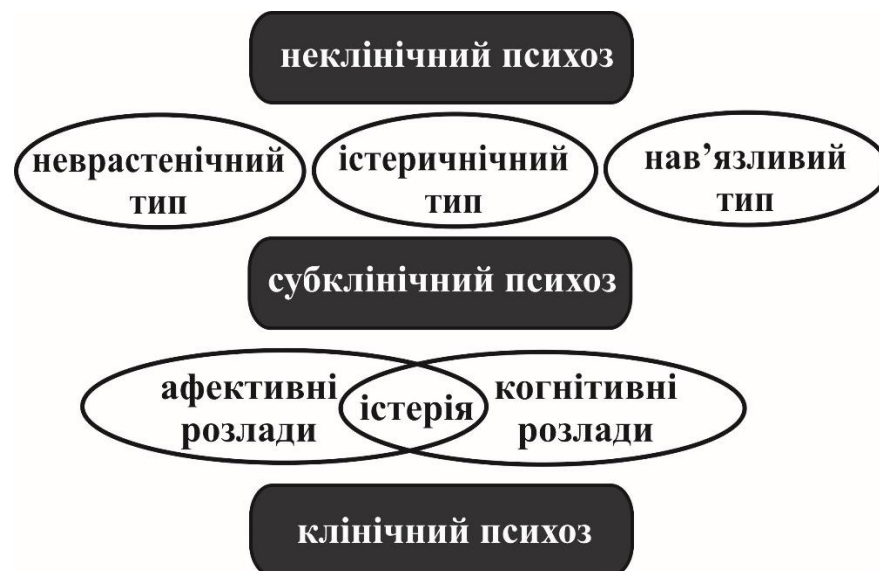 неклінічний психоз
неврастенічний
тип
істеричнічний
тип
нав’язливий
тип
субклінічний психоз
афективні
розлади
істерія
когнітивні
розлади
клінічний психоз